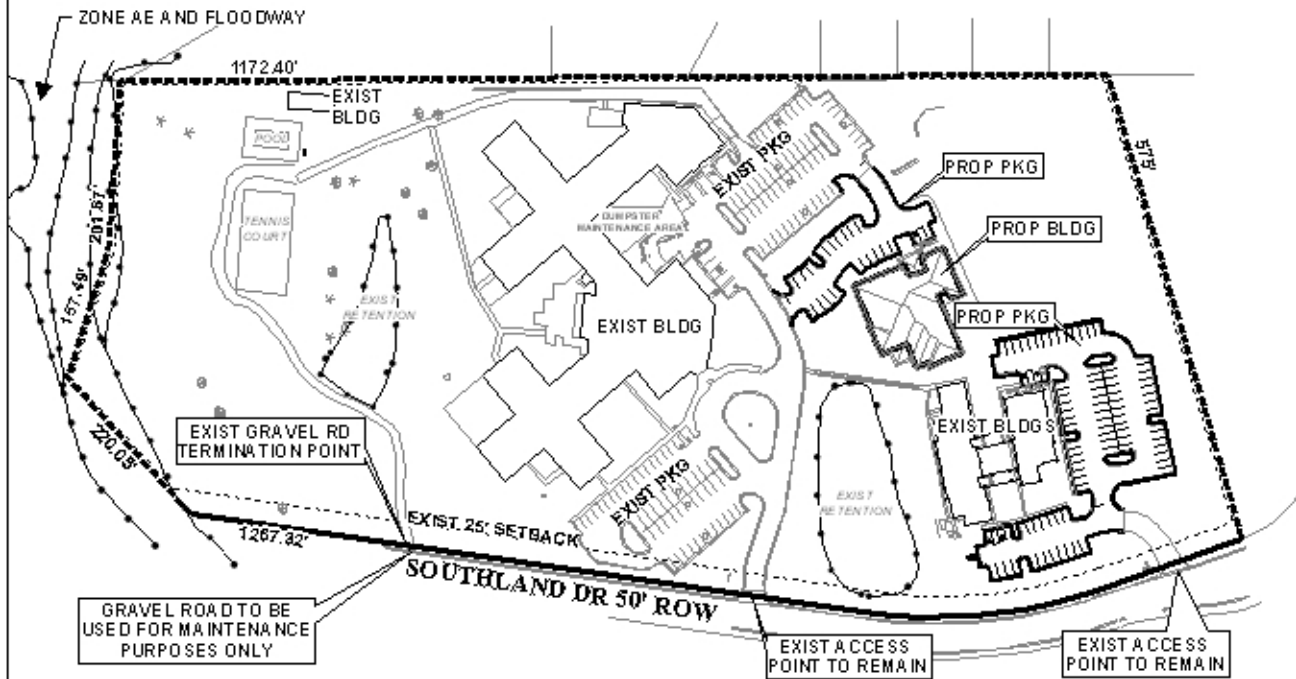 ZONE AE AND FLOODWAY
1172.40'
EXIST
BLDG
POOL
575'
EXIST PKG
PROP PKG
201.67'
TENNIS
COURT
DUMPSTER
MAINTENANCE AREA
PROP BLDG
157.49'
EXIST
RETENTION
EXIST BLDG
PROP PKG
220.05'
EXIST GRAVEL RD
TERMINATION POINT
EXIST BLDGS
EXIST PKG
EXIST
RETENTION
EXIST. 25' SETBACK
1267.32'
SOUTHLAND DR 50' ROW
GRAVEL ROAD TO BE
USED FOR MAINTENANCE
PURPOSES ONLY
EXIST ACCESS
POINT TO REMAIN
EXIST ACCESS
POINT TO REMAIN